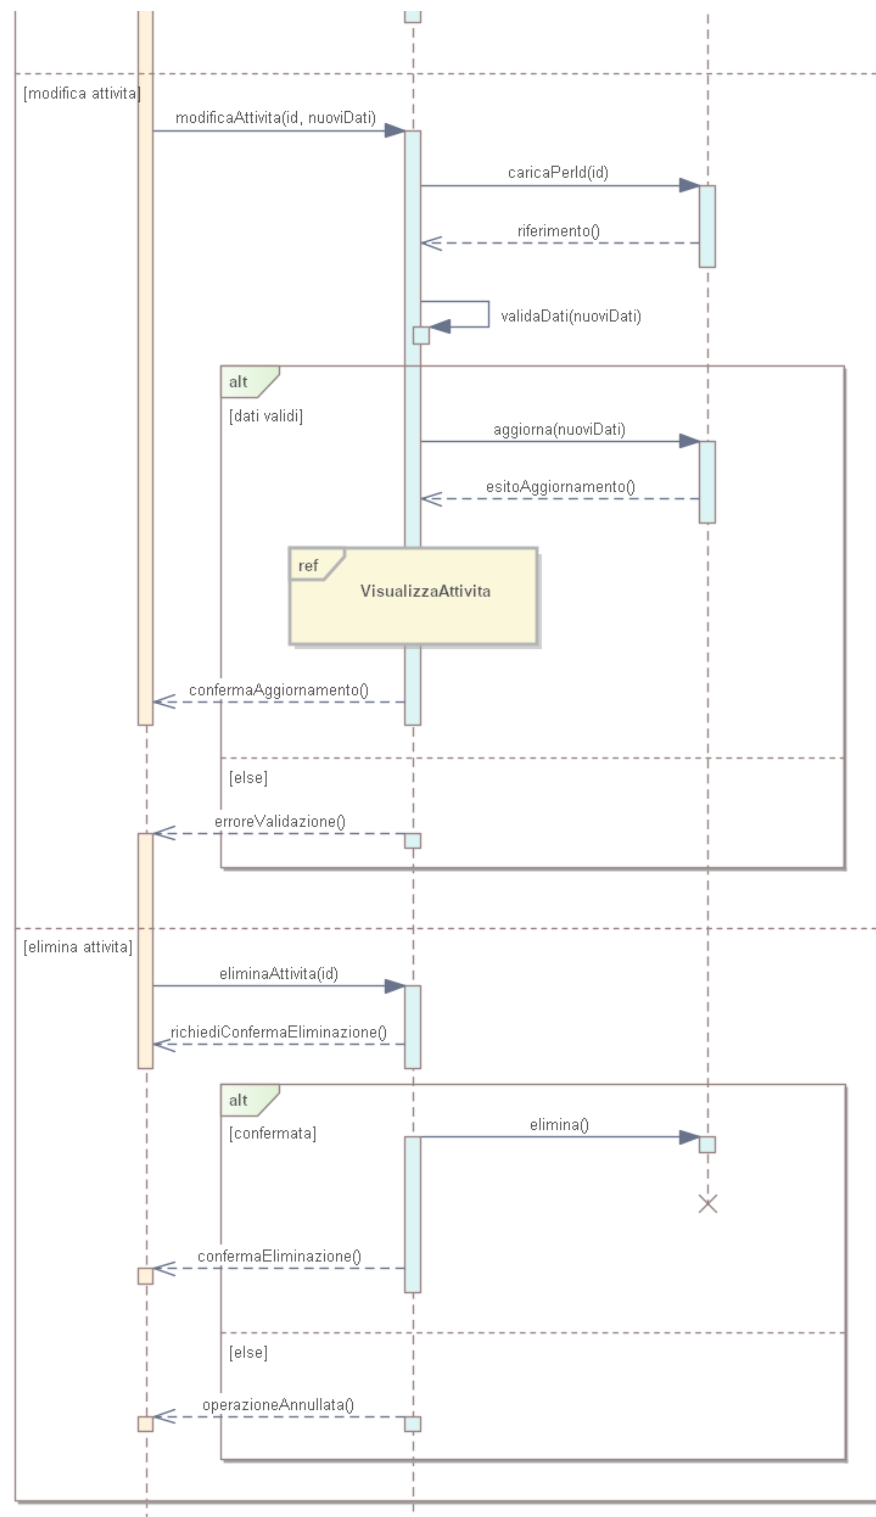 [modifica attivita]
modificaAttivita(id, nuoviDati)
caricaPerId(id)
riferimento()
validaDati(nuoviDati)
alt
[dati validi]
aggiorna(nuoviDati)
esitoAggiornamento()
ref
VisualizzaAttivita
confermaAggiornamento()
[else]
erroreValidazione()
[elimina attivita]
eliminaAttivita(id)
richiediConfermaEliminazione()
alt
[confermata]
elimina()
confermaEliminazione()
[else]
operazioneAnnullata()